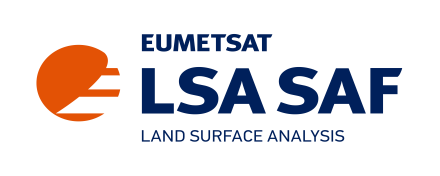 EUMETSAT
LSA SAF
LAND SURFACE ANALYSIS